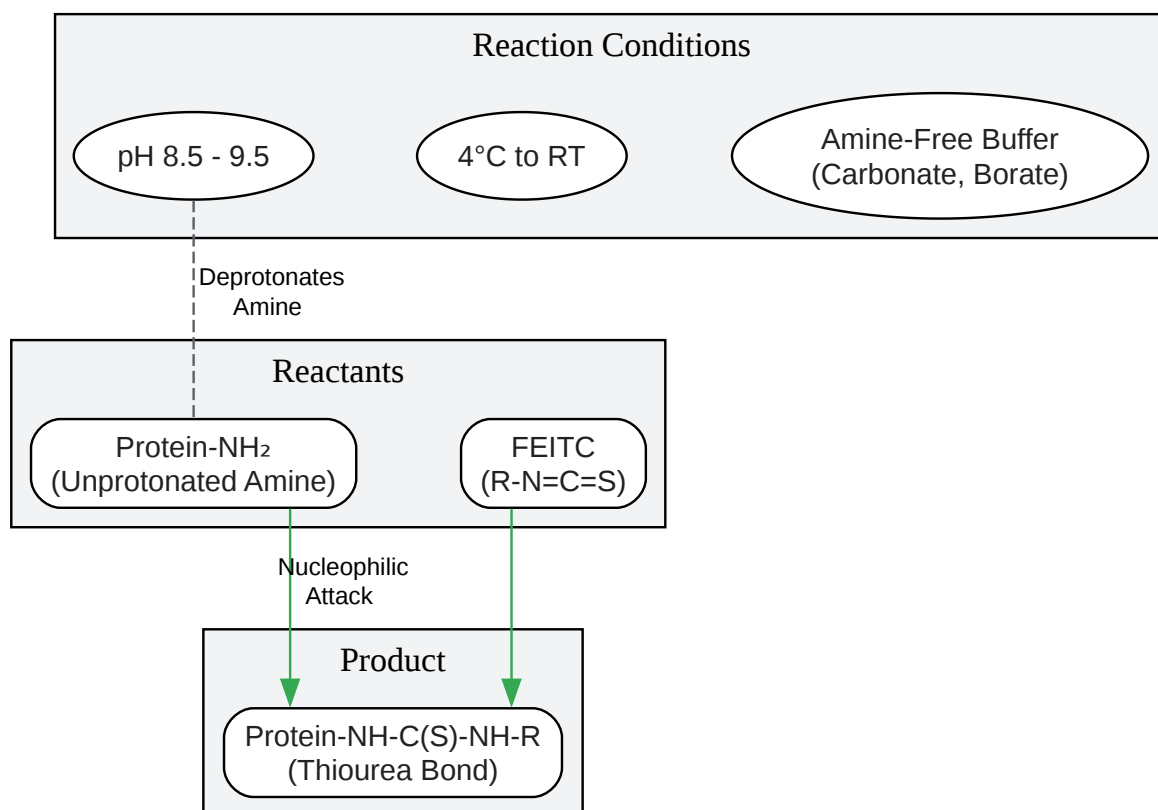 Reaction Conditions
pH 8.5 - 9.5
4°C to RT
Amine-Free Buffer
(Carbonate, Borate)
Deprotonates
Amine
Reactants
Protein-NH₂
(Unprotonated Amine)
FEITC
(R-N=C=S)
Nucleophilic
Attack
Product
Protein-NH-C(S)-NH-R
(Thiourea Bond)